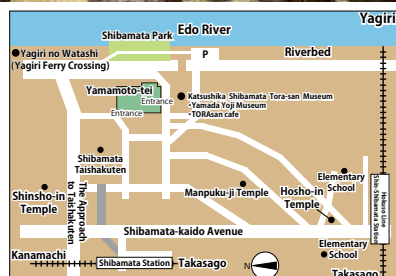 Yagiri
Edo River
Shibamata Park
P
Riverbed
Yagiri no Watashi
(Yagiri Ferry Crossing)
Yamamoto-tei
Entrance
Entrance
Katsushika Shibamata Tora-san Museum
・Yamada Yoji Museum
・TORAsan cafe
Shibamata
Taishakuten
Elementary
School
Manpuku-ji Temple
Hosho-in
Temple
Shinsho-in
Temple
The Approach
to Taishakuten
Hokuso Line
Shin-Shibamata Station
Shibamata-kaido Avenue
Elementary
School
Kanamachi
Shibamata Station
Takasago
N
Takasago